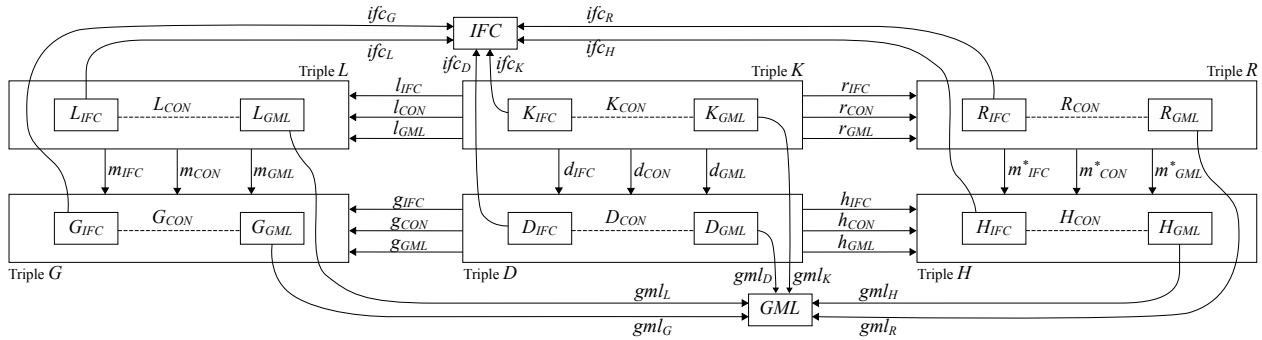 ifc_G IFC ifc_R
ifc_L ifc_H
ifc_D ifc_K
Triple L Triple K Triple R
L_IFC L_CON L_GML
l_IFC
l_CON
l_GML
K_IFC K_CON K_GML
r_IFC
r_CON
r_GML
R_IFC R_CON R_GML
m_IFC m_CON m_GML d_IFC d_CON d_GML m*_IFC m*_CON m*_GML
G_IFC G_CON G_GML
g_IFC
g_CON
g_GML
D_IFC D_CON D_GML
h_IFC
h_CON
h_GML
H_IFC H_CON H_GML
Triple G Triple D Triple H
gml_D gml_K
gml_L GML gml_H
gml_G gml_R